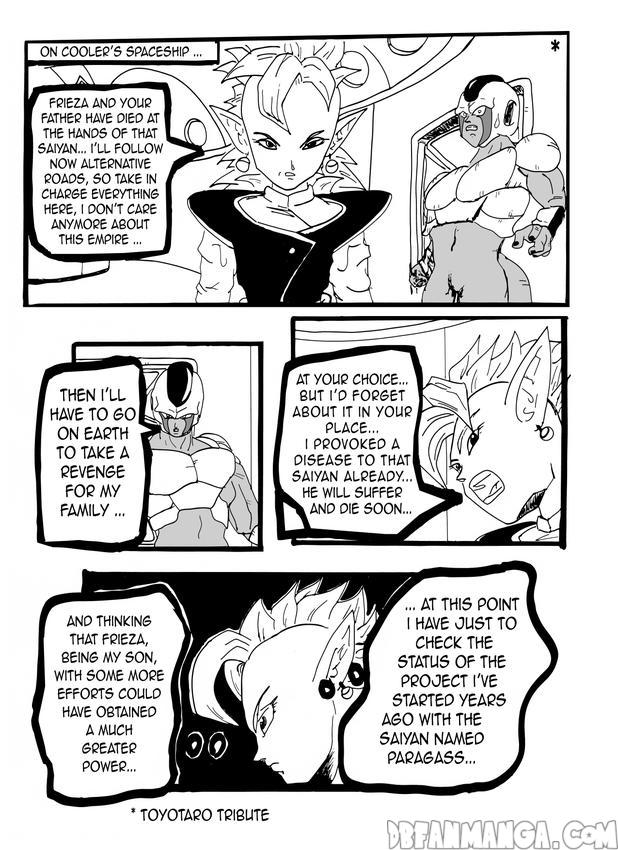 ON COOLER'S SPACESHIP ...
*
FRIEZA AND YOUR
FATHER HAVE DIED AT
THE HANDS OF THAT
SAIYAN... I'LL FOLLOW
NOW ALTERNATIVE
ROADS, SO TAKE IN
CHARGE EVERYTHING
HERE, I DON'T CARE
ANYMORE ABOUT
THIS EMPIRE ...
THEN I'LL
HAVE TO GO
ON EARTH
TO TAKE A
REVENGE
FOR MY
FAMILY ...
AT YOUR CHOICE...
BUT I'D FORGET
ABOUT IT IN YOUR
PLACE...
I PROVOKED A
DISEASE TO THAT
SAIYAN ALREADY...
HE WILL SUFFER
AND DIE SOON...
AND THINKING
THAT FRIEZA,
BEING MY SON,
WITH SOME MORE
EFFORTS COULD
HAVE OBTAINED
A MUCH
GREATER
POWER...
... AT THIS POINT
I HAVE JUST TO
CHECK THE
STATUS OF THE
PROJECT I'VE
STARTED YEARS
AGO WITH THE
SAIYAN NAMED
PARAGASS...
* TOYOTARO TRIBUTE
DBFANMANGA.COM